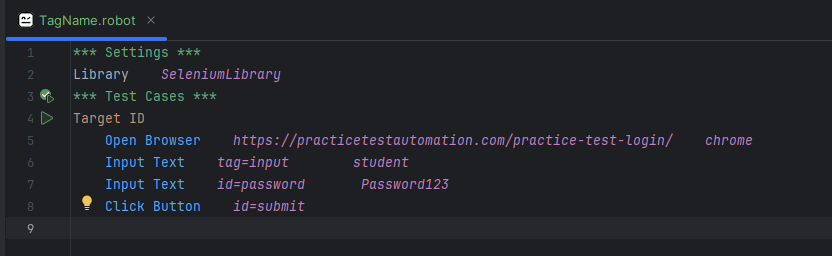 TagName.robot
1 *** Settings ***
2 Library    SeleniumLibrary
3 *** Test Cases ***
4 Target ID
5     Open Browser    https://practicetestautomation.com/practice-test-login/    chrome
6     Input Text    tag=input       student
7     Input Text    id=password       Password123
8     Click Button    id=submit
9